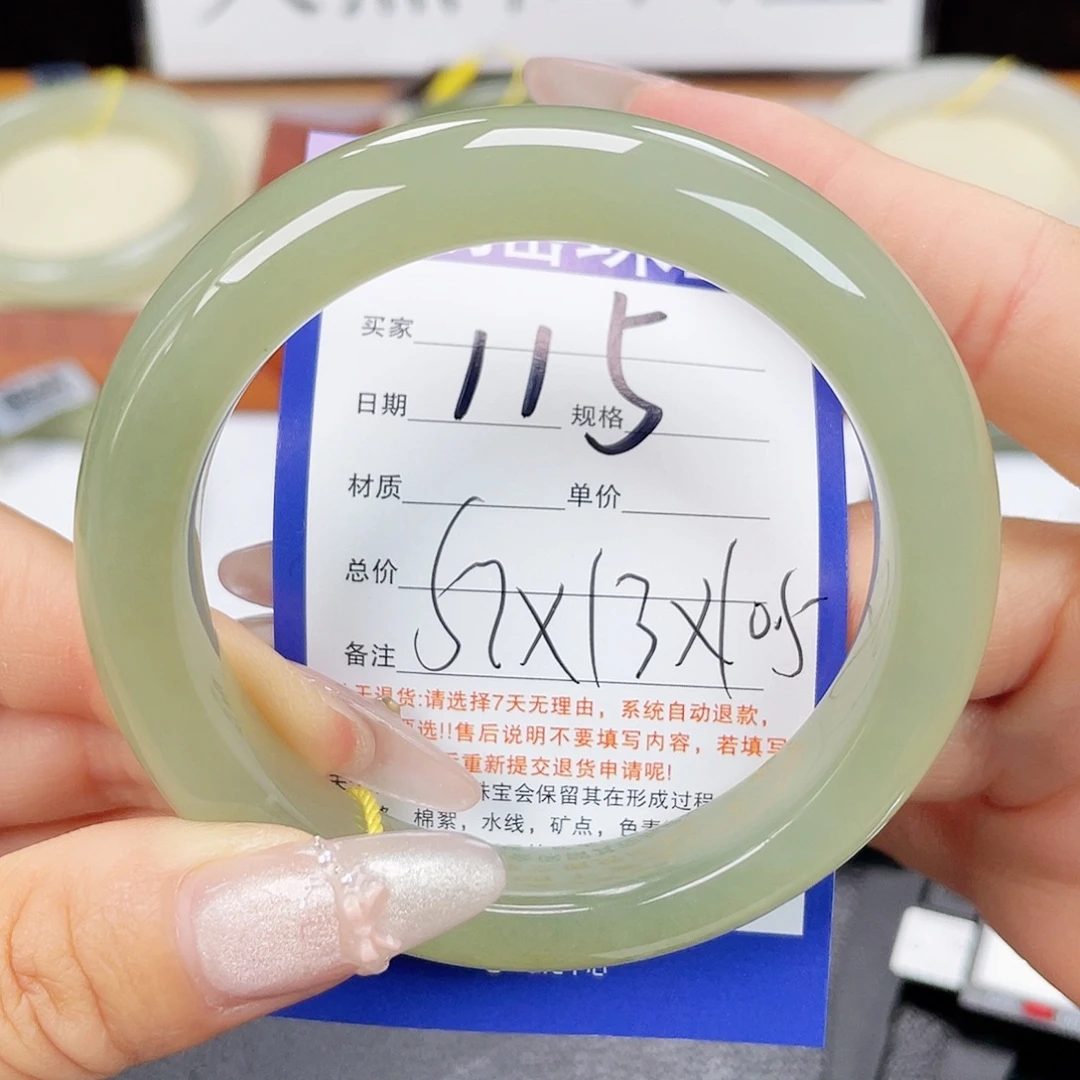 买家
115
日期 规格
材质 单价
总价
57x13x10.5
备注
天退货:请选择7天无理由，系统自动退款，
选!!售后说明不要填写内容，若填写
重新提交退货申请呢!
珠宝会保留其在形成过程
棉絮，水线，矿点，色